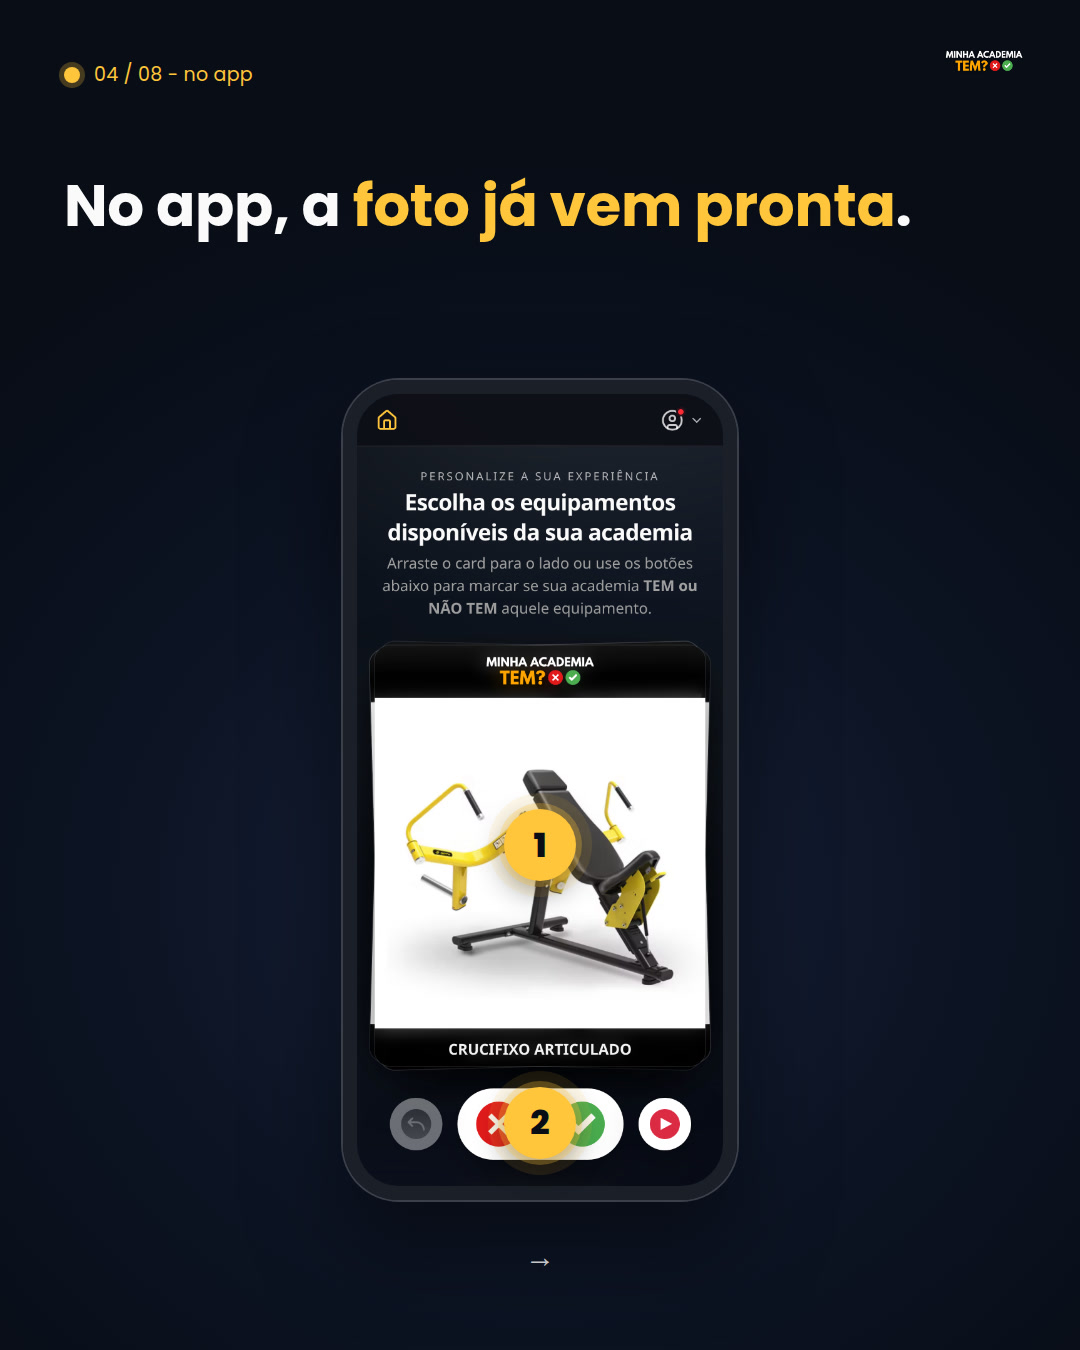 04 / 08 - no app
MINHA ACADEMIA
TEM?
No app, a foto já vem pronta.
PERSONALIZE A SUA EXPERIÊNCIA
Escolha os equipamentos
disponíveis da sua academia
Arraste o card para o lado ou use os botões
abaixo para marcar se sua academia TEM ou
NÃO TEM aquele equipamento.
MINHA ACADEMIA
TEM?
1
CRUCIFIXO ARTICULADO
2
→